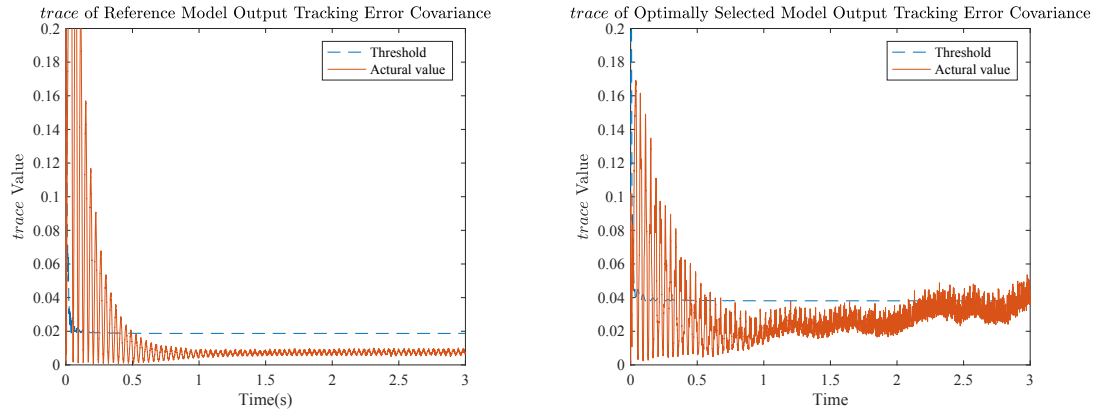 trace of Reference Model Output Tracking Error Covariance
0.2
0.18
0.16
0.14
0.12
0.1
0.08
0.06
0.04
0.02
0
trace Value
Threshold
Actural value
0 0.5 1 1.5 2 2.5 3
Time(s)
trace of Optimally Selected Model Output Tracking Error Covariance
0.2
0.18
0.16
0.14
0.12
0.1
0.08
0.06
0.04
0.02
0
trace Value
Threshold
Actural value
0 0.5 1 1.5 2 2.5 3
Time